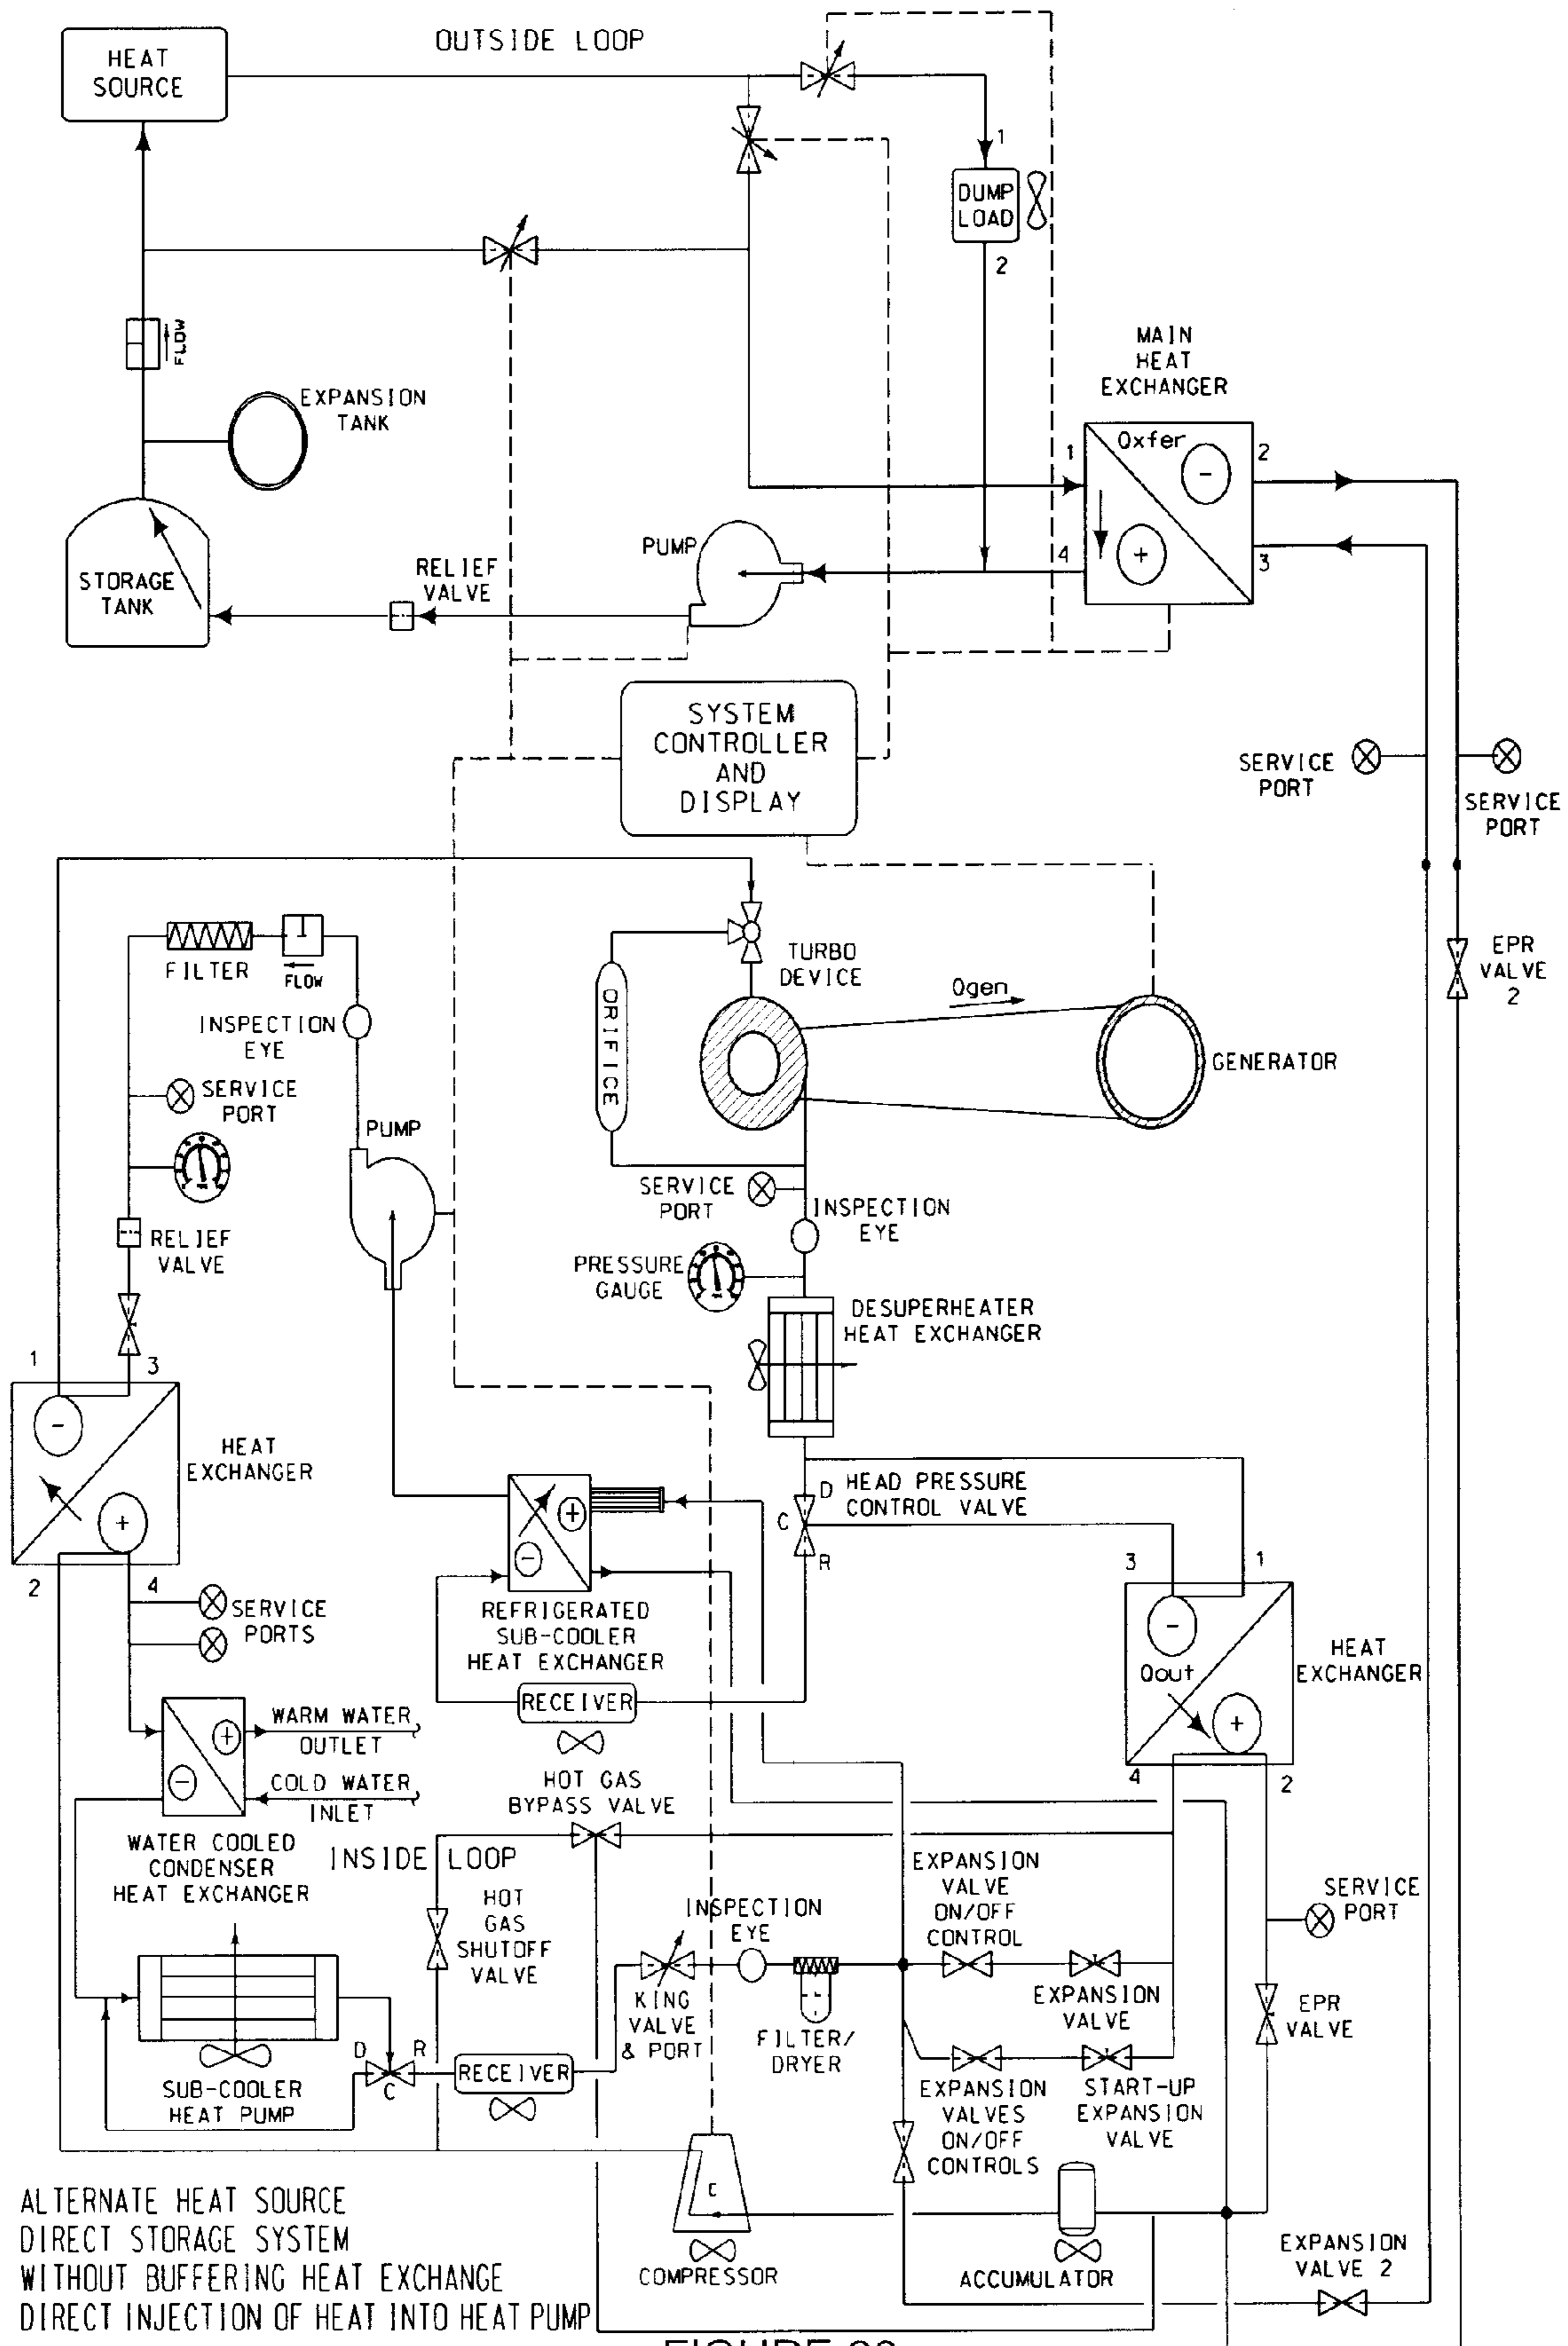 OUTSIDE LOOP
HEAT
SOURCE
1
DUMP
LOAD
2
FLOW
EXPANSION
TANK
MAIN
HEAT
EXCHANGER
Qxfer
1
2
-
+
4
3
PUMP
RELIEF
VALVE
STORAGE
TANK
SYSTEM
CONTROLLER
AND
DISPLAY
SERVICE
PORT
SERVICE
PORT
FILTER
FLOW
TURBO
DEVICE
EPR
VALVE
2
Qgen
INSPECTION
EYE
ORIFICE
GENERATOR
SERVICE
PORT
PUMP
SERVICE
PORT
INSPECTION
EYE
RELIEF
VALVE
PRESSURE
GAUGE
DESUPERHEATER
HEAT EXCHANGER
1
3
-
+
HEAT
EXCHANGER
2
4
D
HEAD PRESSURE
CONTROL VALVE
C
R
+
-
3
1
SERVICE
PORTS
REFRIGERATED
SUB-COOLER
HEAT EXCHANGER
-
Qout
+
HEAT
EXCHANGER
4
2
RECEIVER
WARM WATER
OUTLET
+
-
COLD WATER
INLET
HOT GAS
BYPASS VALVE
WATER COOLED
CONDENSER
HEAT EXCHANGER
INSIDE LOOP
HOT
GAS
SHUTOFF
VALVE
INSPECTION
EYE
EXPANSION
VALVE
ON/OFF
CONTROL
SERVICE
PORT
KING
VALVE
& PORT
FILTER/
DRYER
EXPANSION
VALVE
EPR
VALVE
D
R
C
RECEIVER
SUB-COOLER
HEAT PUMP
EXPANSION
VALVES
ON/OFF
CONTROLS
START-UP
EXPANSION
VALVE
C
COMPRESSOR
ACCUMULATOR
EXPANSION
VALVE 2
ALTERNATE HEAT SOURCE
DIRECT STORAGE SYSTEM
WITHOUT BUFFERING HEAT EXCHANGE
DIRECT INJECTION OF HEAT INTO HEAT PUMP
FIGURE